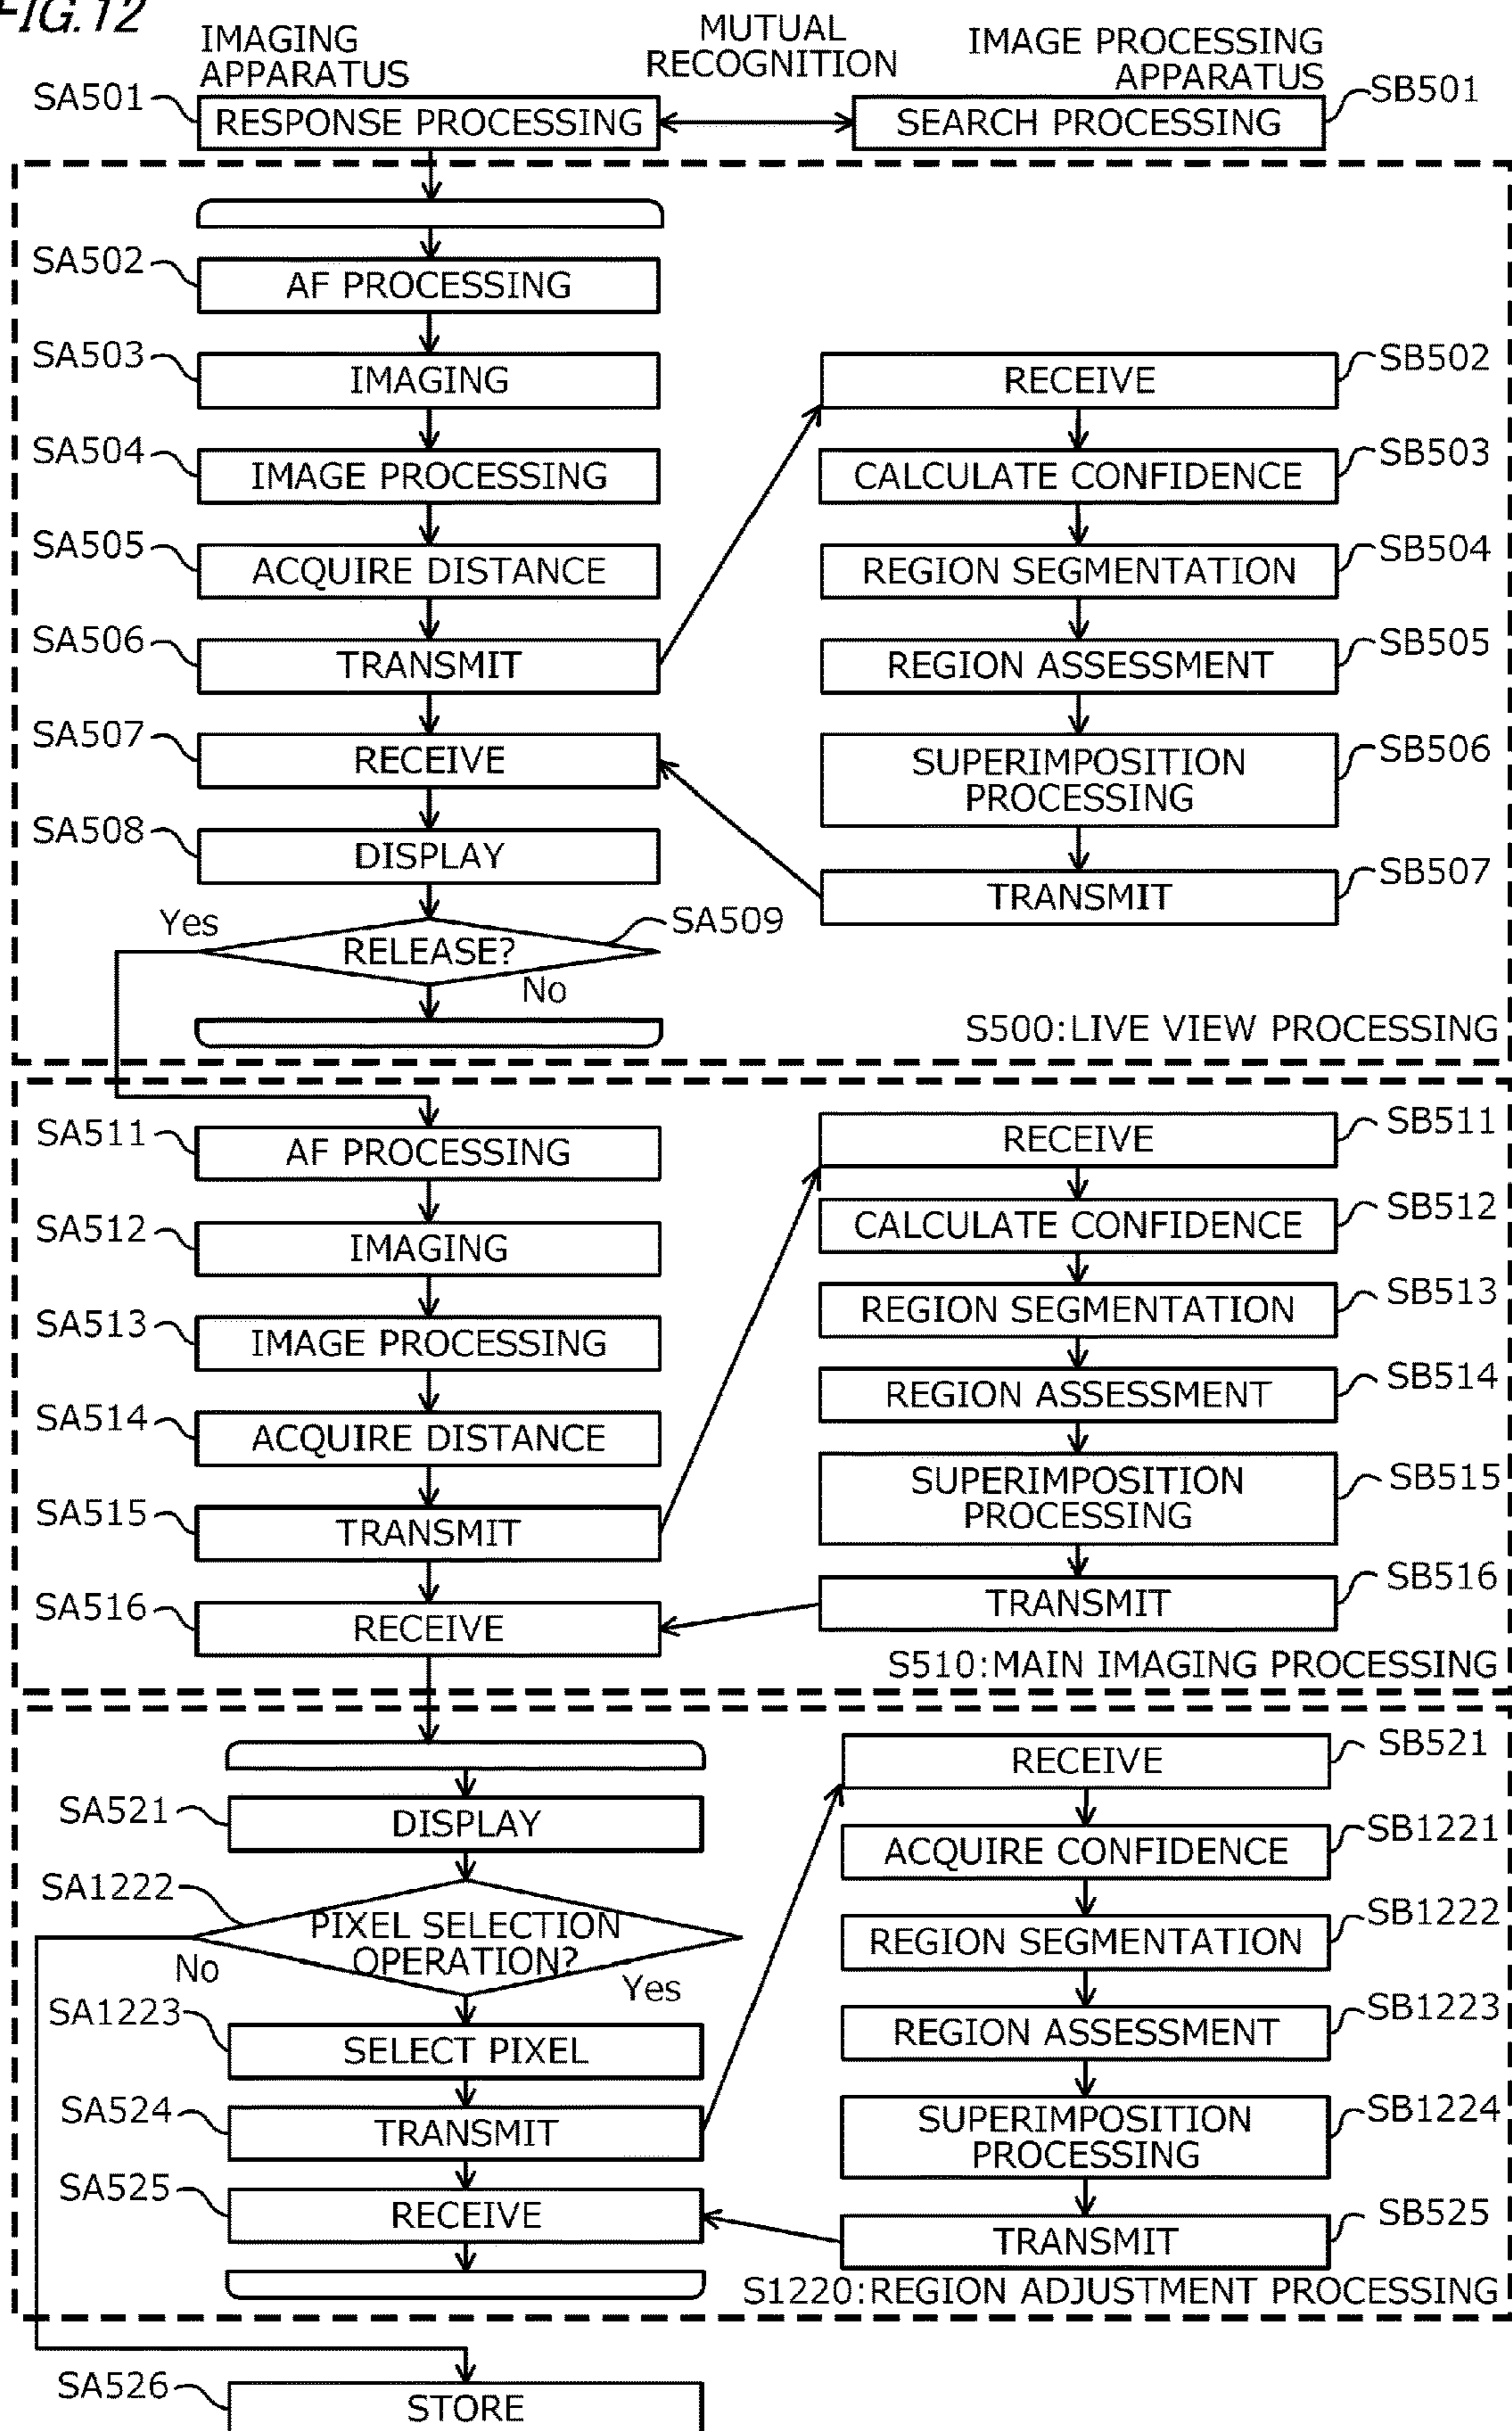 FIG.12
IMAGING
APPARATUS
MUTUAL
RECOGNITION
IMAGE PROCESSING
APPARATUS
SA501
RESPONSE PROCESSING
SEARCH PROCESSING
SB501
SA502
AF PROCESSING
SA503
IMAGING
RECEIVE
SB502
SA504
IMAGE PROCESSING
CALCULATE CONFIDENCE
SB503
SA505
ACQUIRE DISTANCE
REGION SEGMENTATION
SB504
SA506
TRANSMIT
REGION ASSESSMENT
SB505
SA507
RECEIVE
SUPERIMPOSITION
PROCESSING
SB506
SA508
DISPLAY
TRANSMIT
SB507
Yes
RELEASE?
SA509
No
S500:LIVE VIEW PROCESSING
SA511
AF PROCESSING
RECEIVE
SB511
SA512
IMAGING
CALCULATE CONFIDENCE
SB512
SA513
IMAGE PROCESSING
REGION SEGMENTATION
SB513
SA514
ACQUIRE DISTANCE
REGION ASSESSMENT
SB514
SA515
TRANSMIT
SUPERIMPOSITION
PROCESSING
SB515
SA516
RECEIVE
TRANSMIT
SB516
S510:MAIN IMAGING PROCESSING
SA521
DISPLAY
RECEIVE
SB521
SA1222
PIXEL SELECTION
OPERATION?
No
Yes
ACQUIRE CONFIDENCE
SB1221
REGION SEGMENTATION
SB1222
SA1223
SELECT PIXEL
REGION ASSESSMENT
SB1223
SA524
TRANSMIT
SUPERIMPOSITION
PROCESSING
SB1224
SA525
RECEIVE
TRANSMIT
SB525
S1220:REGION ADJUSTMENT PROCESSING
SA526
STORE